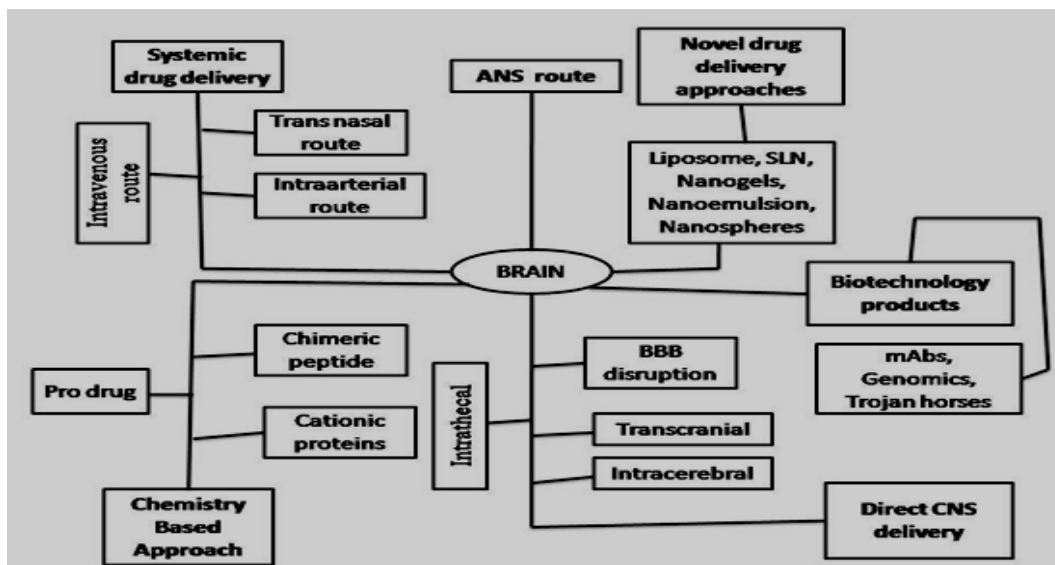 Systemic
drug delivery
ANS route
Novel drug
delivery
approaches
Intravenous
route
Trans nasal
route
Intraarterial
route
Liposome, SLN,
Nanogels,
Nanoemulsion,
Nanospheres
BRAIN
Biotechnology
products
mAbs,
Genomics,
Trojan horses
Chimeric
peptide
Pro drug
Cationic
proteins
Chemistry
Based
Approach
Intrathecal
BBB
disruption
Transcranial
Intracerebral
Direct CNS
delivery